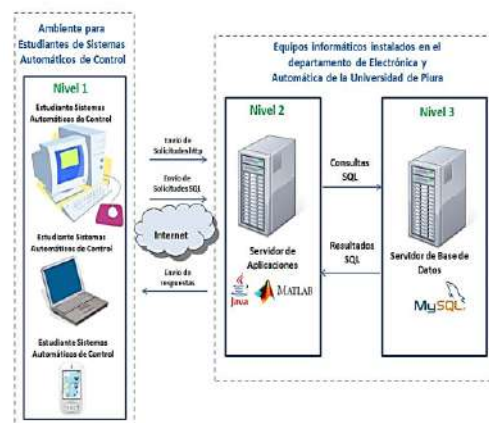 Ambiente para
Estudiantes de Sistemas
Automáticos de Control
Nivel 1
Estudiante Sistemas
Automáticos de Control
Estudiante Sistemas
Automáticos de Control
Estudiante Sistemas
Automáticos de Control
Envío de
Solicitudes http
Envío de
Solicitudes SQL
Internet
Envío de
respuestas
Equipos informáticos instalados en el
departamento de Electrónica y
Automática de la Universidad de Piura
Nivel 2
Servidor de
Aplicaciones
Java
MATLAB
Consultas
SQL
Resultados
SQL
Nivel 3
Servidor de Base de
Datos
MySQL